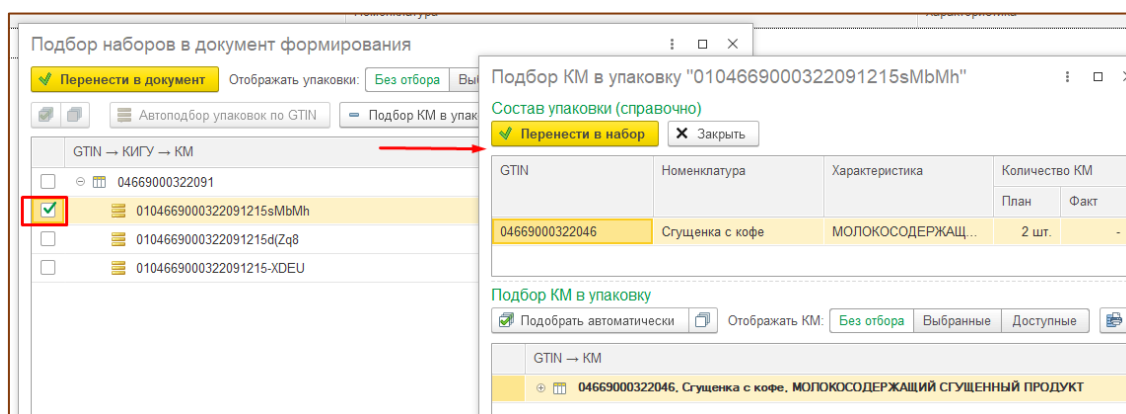 Подбор наборов в документ формирования
Перенести в документ Отображать упаковки: Без отбора
Автоподбор упаковок по GTIN Подбор КМ в упак
GTIN → КИГУ → КМ
04669000322091
0104669000322091215sMbMh
0104669000322091215d(Zq8
0104669000322091215-XDEU
Подбор КМ в упаковку "0104669000322091215sMbMh"
Состав упаковки (справочно)
Перенести в набор Закрыть
GTIN Номенклатура Характеристика Количество КМ
План Факт
04669000322046 Сгущенка с кофе МОЛОКОСОДЕРЖАЩ... 2 шт. -
Подбор КМ в упаковку
Подобрать автоматически Отображать КМ: Без отбора Выбранные Доступные
GTIN → КМ
04669000322046, Сгущенка с кофе, МОЛОКОСОДЕРЖАЩИЙ СГУЩЕННЫЙ ПРОДУКТ